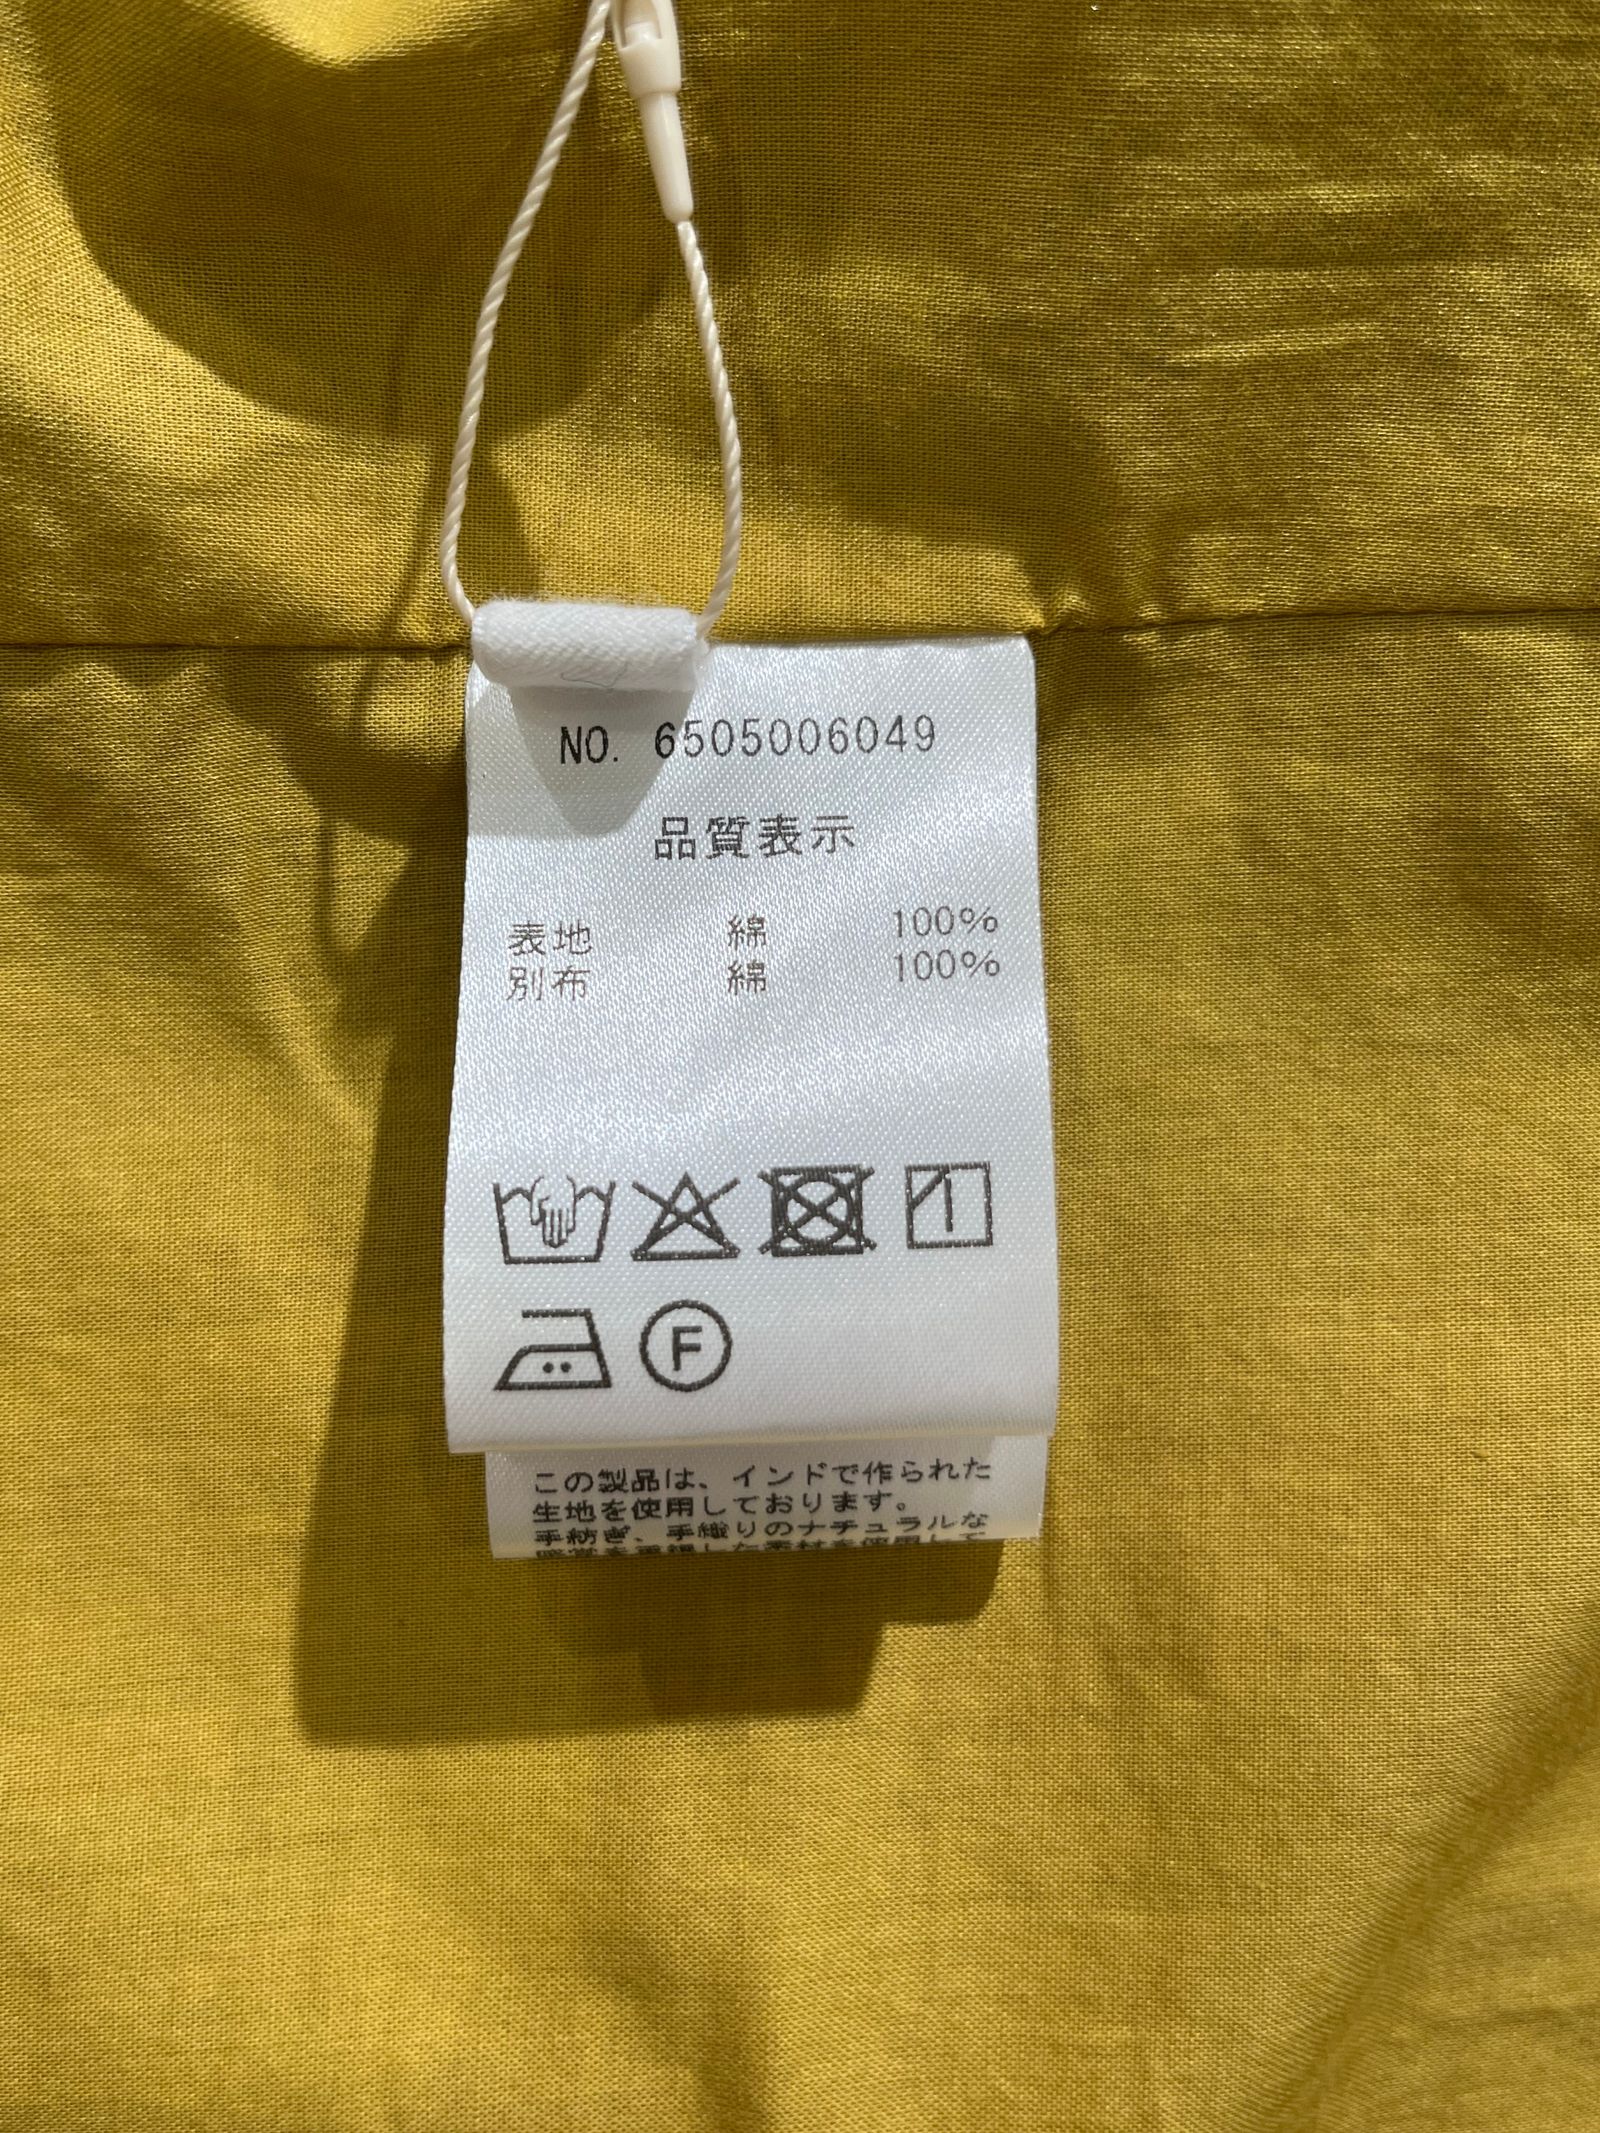 NO. 6505006049
品質表示
表地 綿 100%
別布 綿 100%
F
この製品は、インドで作られた
生地を使用しております。
手紡ぎ、手織りのナチュラルな